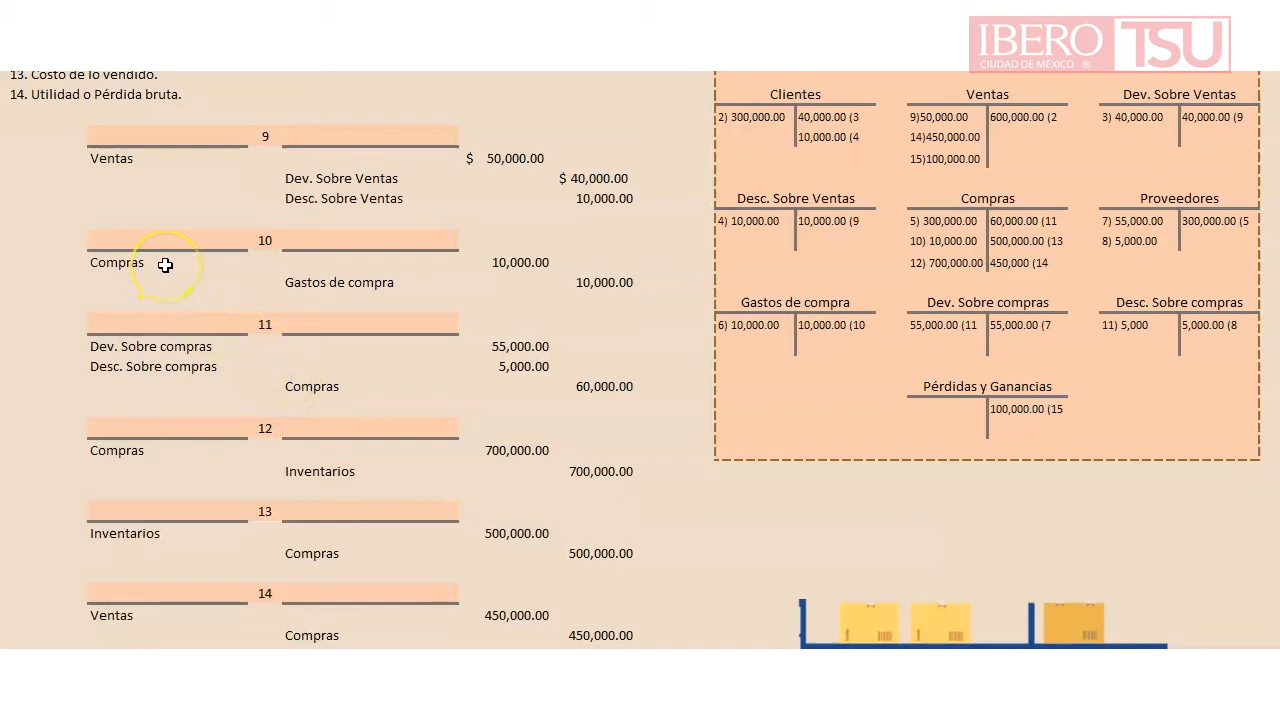 IBERO TSU
CIUDAD DE MÉXICO ®
13. Costo de lo vendido.
14. Utilidad o Pérdida bruta.
9
Ventas $ 50,000.00
Dev. Sobre Ventas $ 40,000.00
Desc. Sobre Ventas 10,000.00
10
Compras 10,000.00
Gastos de compra 10,000.00
11
Dev. Sobre compras 55,000.00
Desc. Sobre compras 5,000.00
Compras 60,000.00
12
Compras 700,000.00
Inventarios 700,000.00
13
Inventarios 500,000.00
Compras 500,000.00
14
Ventas 450,000.00
Compras 450,000.00
Clientes Ventas Dev. Sobre Ventas
2) 300,000.00 40,000.00 (3 9)50,000.00 600,000.00 (2 3) 40,000.00 40,000.00 (9
10,000.00 (4 14)450,000.00
15)100,000.00
Desc. Sobre Ventas Compras Proveedores
4) 10,000.00 10,000.00 (9 5) 300,000.00 60,000.00 (11 7) 55,000.00 300,000.00 (5
10) 10,000.00 500,000.00 (13 8) 5,000.00
12) 700,000.00 450,000 (14
Gastos de compra Dev. Sobre compras Desc. Sobre compras
6) 10,000.00 10,000.00 (10 55,000.00 (11 55,000.00 (7 11) 5,000 5,000.00 (8
Pérdidas y Ganancias
100,000.00 (15